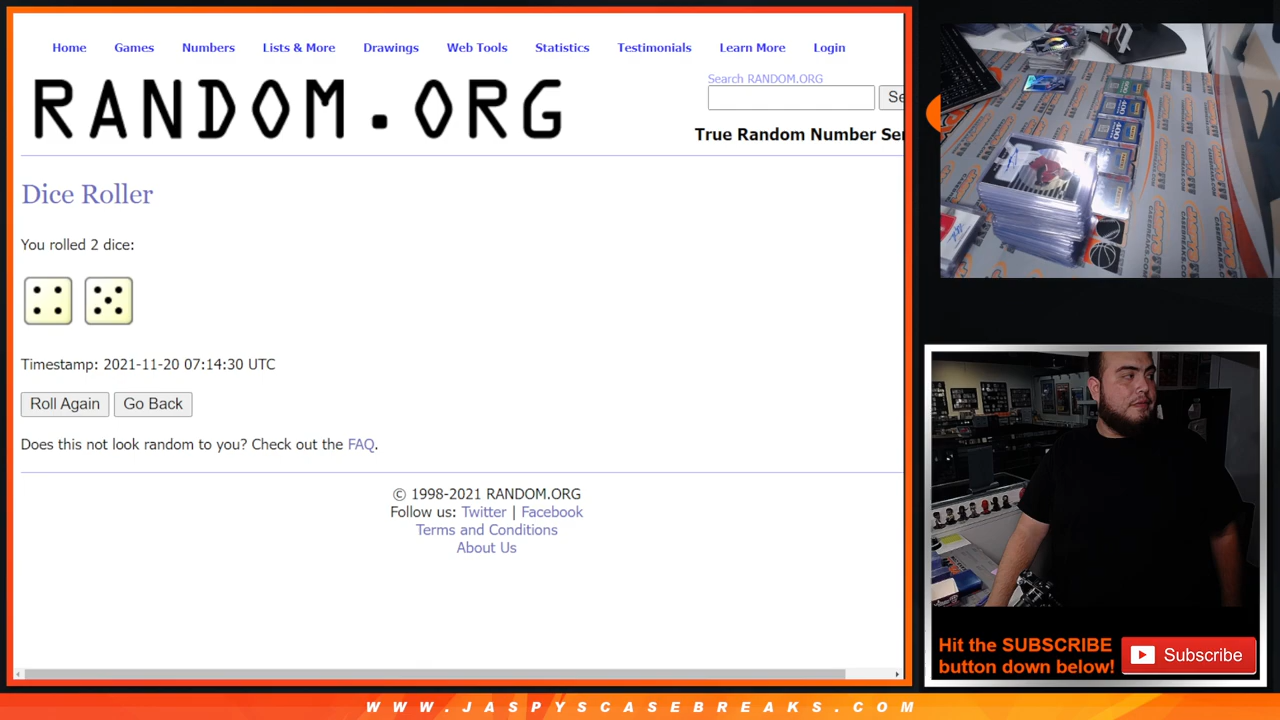 Home Games Numbers Lists & More Drawings Web Tools Statistics Testimonials Learn More Login
RANDOM.ORG
Search RANDOM.ORG
Se
True Random Number Ser
Dice Roller
You rolled 2 dice:
Timestamp: 2021-11-20 07:14:30 UTC
Roll Again Go Back
Does this not look random to you? Check out the FAQ.
© 1998-2021 RANDOM.ORG
Follow us: Twitter | Facebook
Terms and Conditions
About Us
Hit the SUBSCRIBE
button down below!
Subscribe
WWW.JASPYSCASEBREAKS.COM